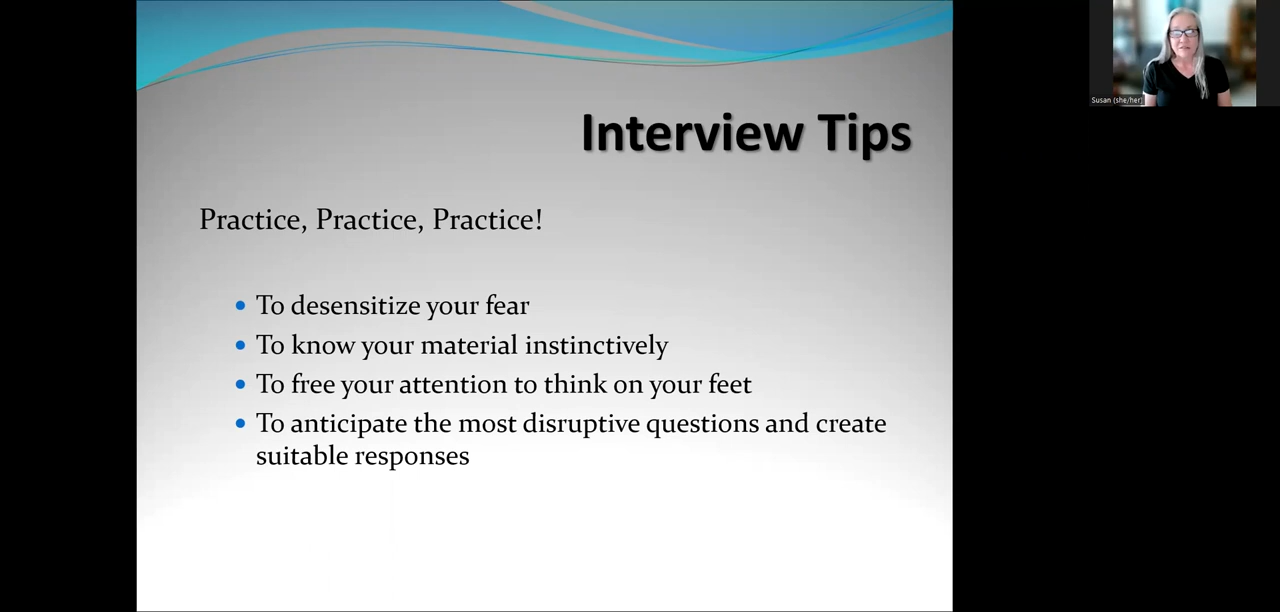 Interview Tips
Practice, Practice, Practice!
• To desensitize your fear
• To know your material instinctively
• To free your attention to think on your feet
• To anticipate the most disruptive questions and create
suitable responses
Susan (she/her)